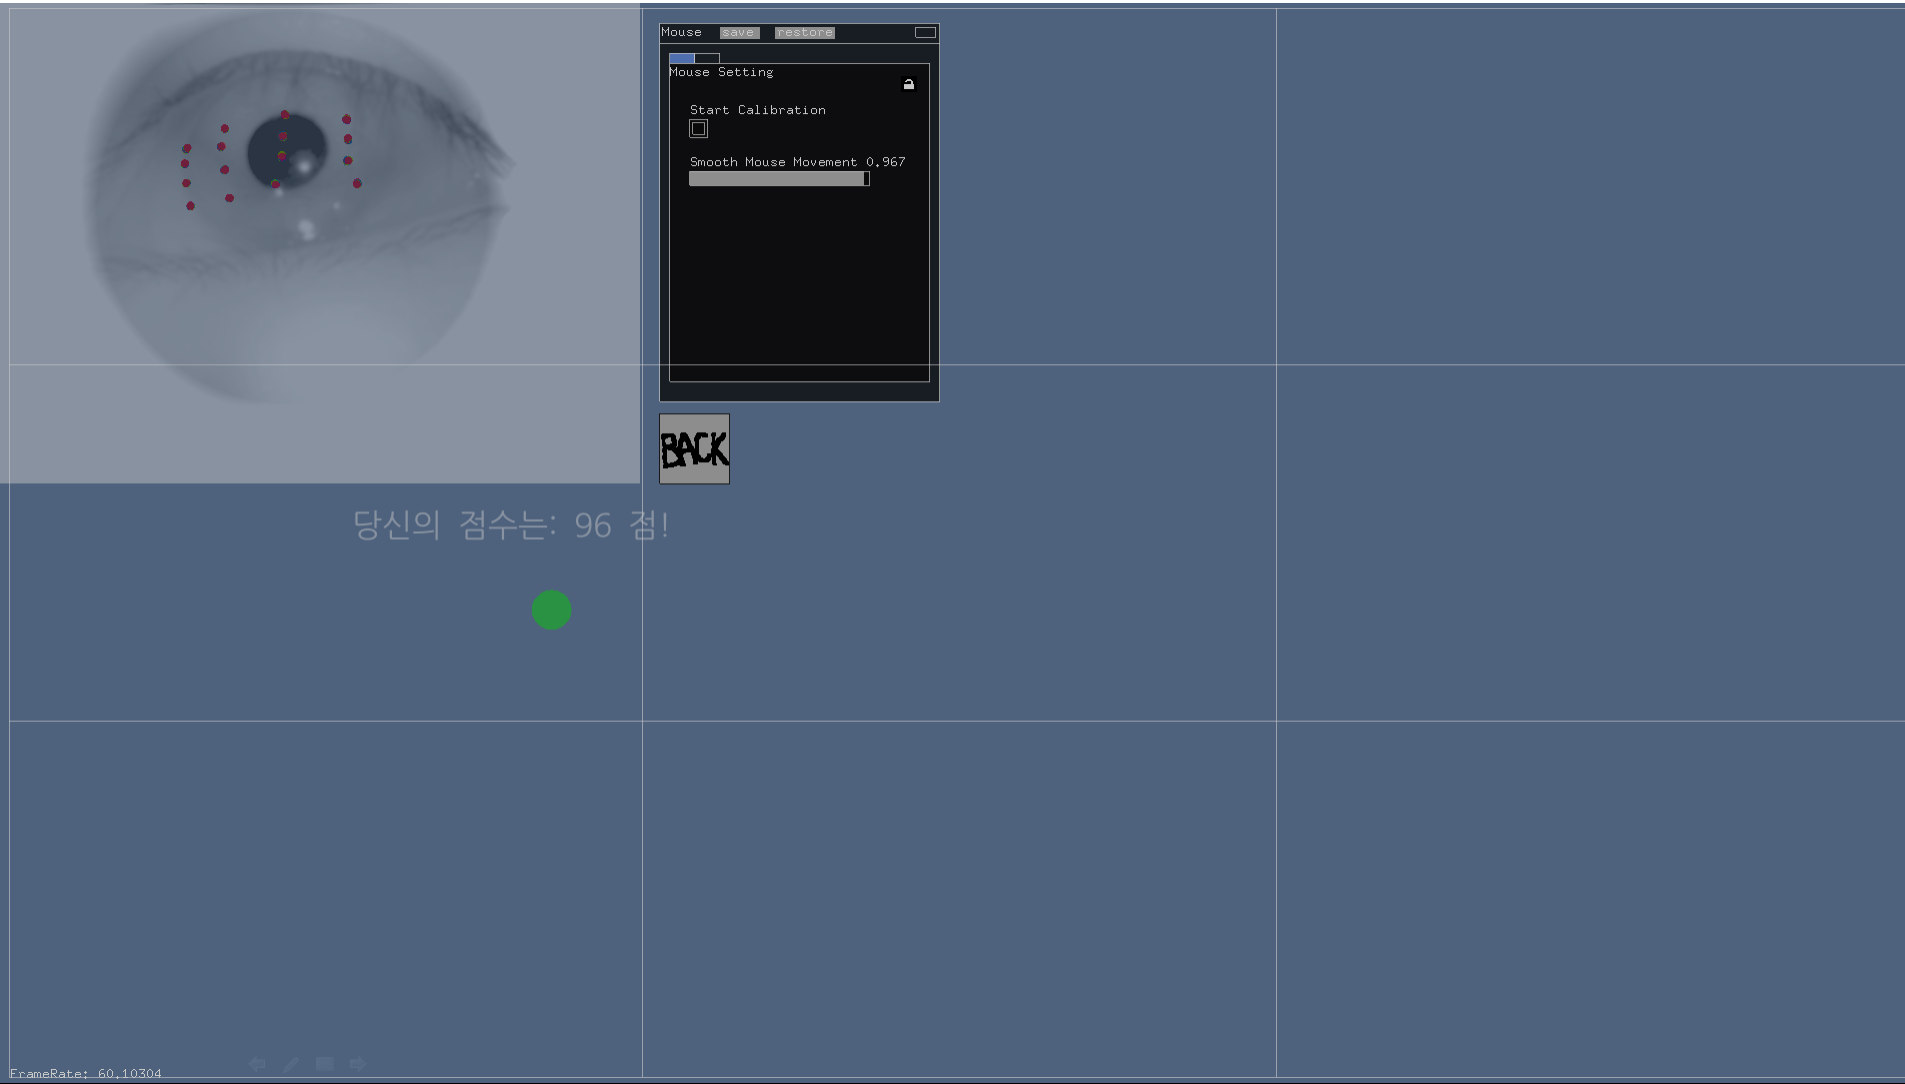 Mouse save restore
Mouse Setting
Start Calibration
Smooth Mouse Movement 0.967
BACK
당신의 점수는: 96 점!
FrameRate: 60.10304